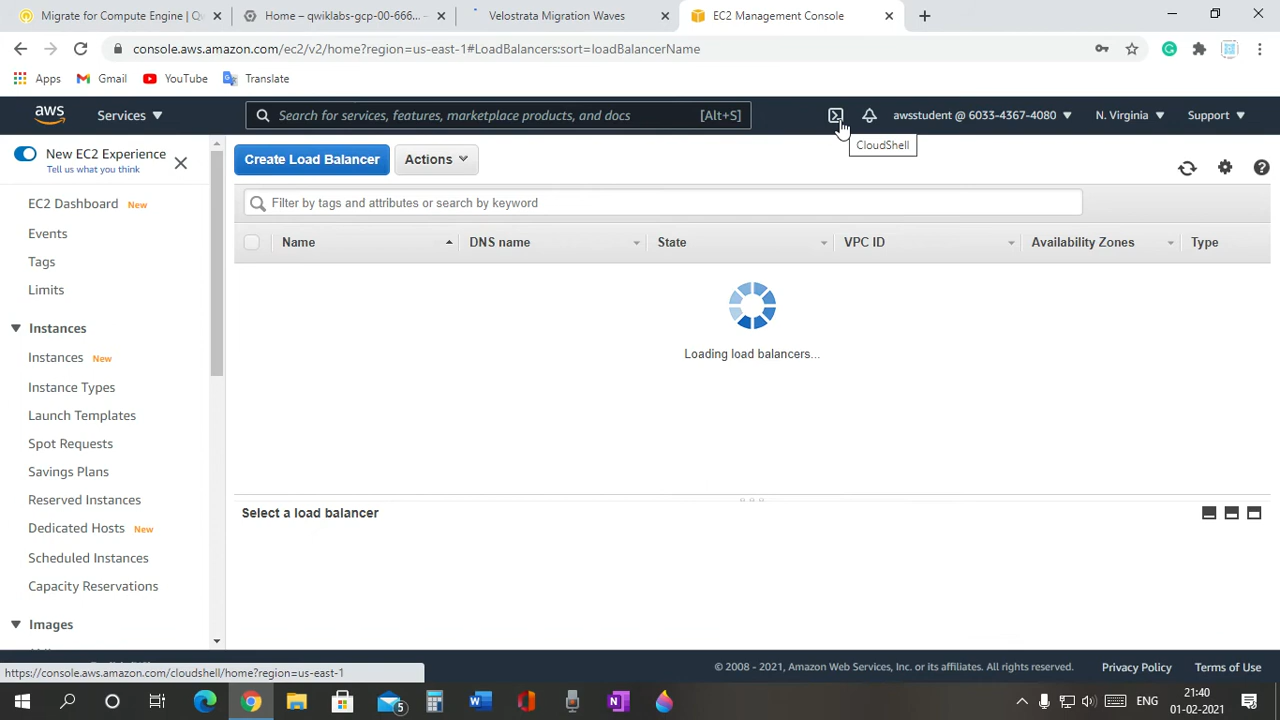 Migrate for Compute Engine | Qw
Home – qwiklabs-gcp-00-666...
Velostrata Migration Waves
EC2 Management Console
console.aws.amazon.com/ec2/v2/home?region=us-east-1#LoadBalancers:sort=loadBalancerName
Apps
Gmail
YouTube
Translate
aws
Services
Search for services, features, marketplace products, and docs
[Alt+S]
awsstudent @ 6033-4367-4080
N. Virginia
Support
CloudShell
New EC2 Experience
Tell us what you think
Create Load Balancer
Actions
Filter by tags and attributes or search by keyword
Name
DNS name
State
VPC ID
Availability Zones
Type
Loading load balancers...
Select a load balancer
EC2 Dashboard New
Events
Tags
Limits
Instances
Instances New
Instance Types
Launch Templates
Spot Requests
Savings Plans
Reserved Instances
Dedicated Hosts New
Scheduled Instances
Capacity Reservations
Images
https://console.aws.amazon.com/cloudshell/home?region=us-east-1
© 2008 - 2021, Amazon Web Services, Inc. or its affiliates. All rights reserved.
Privacy Policy
Terms of Use
5
ENG
21:40
01-02-2021